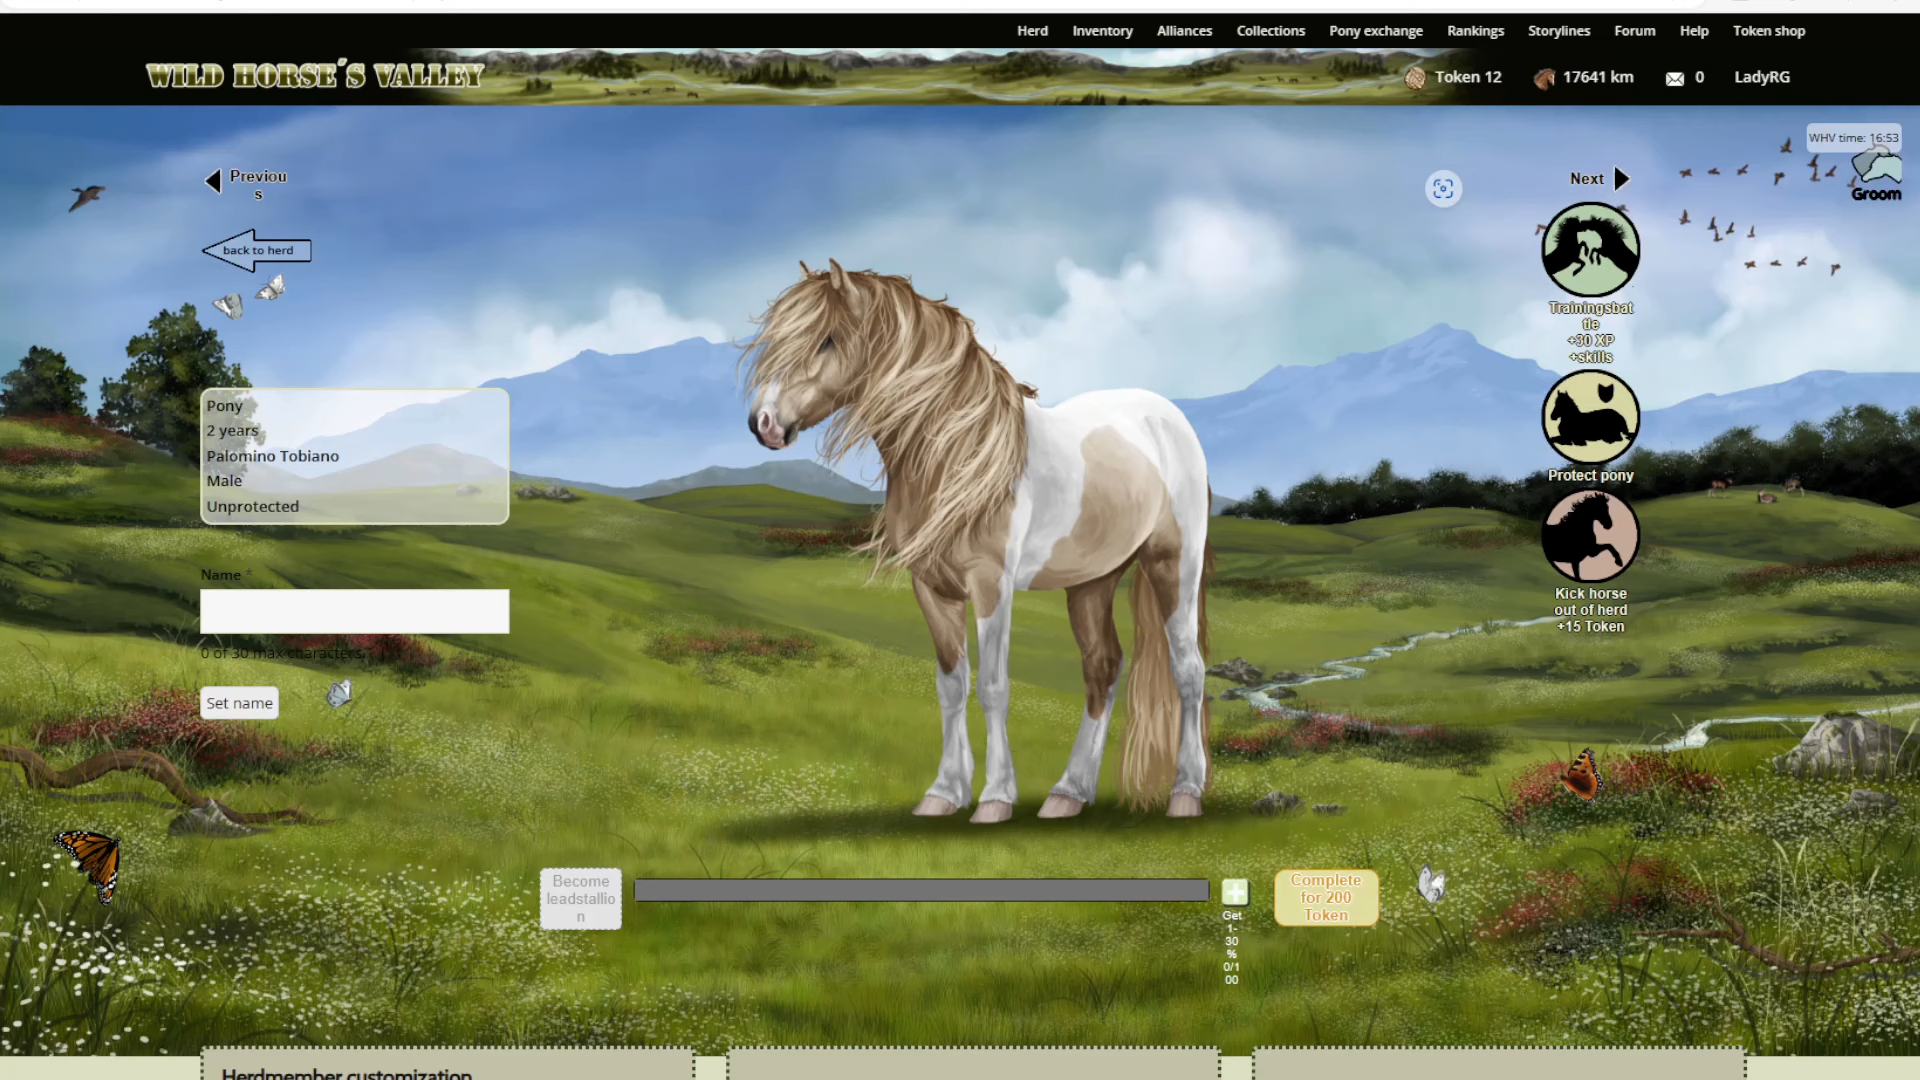 Herd Inventory Alliances Collections Pony exchange Rankings Storylines Forum Help Token shop
WILD HORSE´S VALLEY
Token 12 17641 km 0 LadyRG
WHV time: 16:53
Groom
Previou
s
back to herd
Next
Trainingsbat
tle
+30 XP
+skills
Protect pony
Kick horse
out of herd
+15 Token
Pony
2 years
Palomino Tobiano
Male
Unprotected
Name *
0 of 30 max characters
Set name
Become
leadstallio
n
Get
1-
30
%
0/1
00
Complete
for 200
Token
Herdmember customization